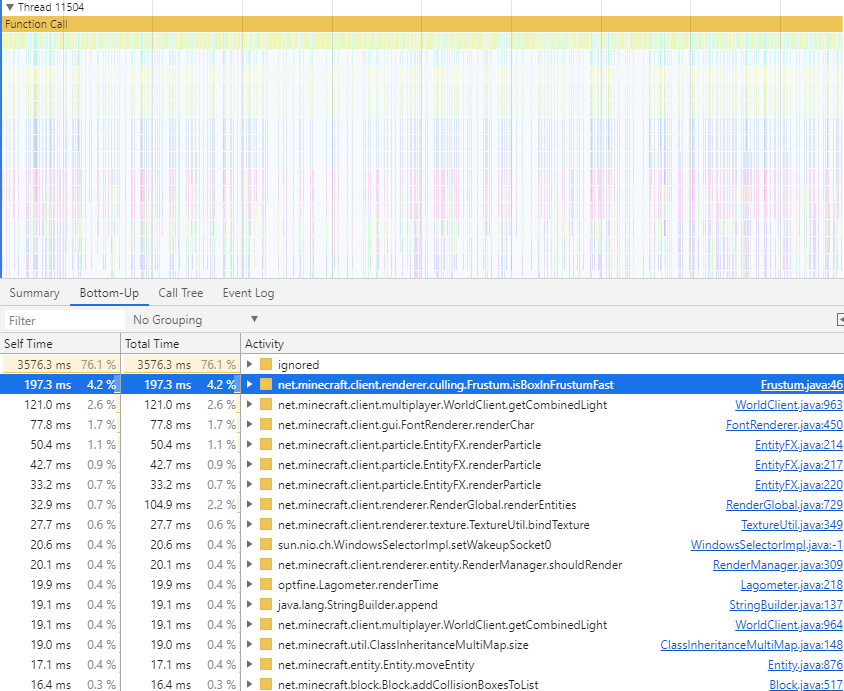 ▼ Thread 11504
Function Call
Summary Bottom-Up Call Tree Event Log
Filter No Grouping ▼
Self Time Total Time Activity
3576.3 ms 76.1 % 3576.3 ms 76.1 % ignored
197.3 ms 4.2 % 197.3 ms 4.2 % net.minecraft.client.renderer.culling.Frustum.isBoxInFrustumFast Frustum.java:46
121.0 ms 2.6 % 121.0 ms 2.6 % net.minecraft.client.multiplayer.WorldClient.getCombinedLight WorldClient.java:963
77.8 ms 1.7 % 77.8 ms 1.7 % net.minecraft.client.gui.FontRenderer.renderChar FontRenderer.java:450
50.4 ms 1.1 % 50.4 ms 1.1 % net.minecraft.client.particle.EntityFX.renderParticle EntityFX.java:214
42.7 ms 0.9 % 42.7 ms 0.9 % net.minecraft.client.particle.EntityFX.renderParticle EntityFX.java:217
33.2 ms 0.7 % 33.2 ms 0.7 % net.minecraft.client.particle.EntityFX.renderParticle EntityFX.java:220
32.9 ms 0.7 % 104.9 ms 2.2 % net.minecraft.client.renderer.RenderGlobal.renderEntities RenderGlobal.java:729
27.7 ms 0.6 % 27.7 ms 0.6 % net.minecraft.client.renderer.texture.TextureUtil.bindTexture TextureUtil.java:349
20.6 ms 0.4 % 20.6 ms 0.4 % sun.nio.ch.WindowsSelectorImpl.setWakeupSocket0 WindowsSelectorImpl.java:-1
20.1 ms 0.4 % 20.1 ms 0.4 % net.minecraft.client.renderer.entity.RenderManager.shouldRender RenderManager.java:309
19.9 ms 0.4 % 19.9 ms 0.4 % optfine.Lagometer.renderTime Lagometer.java:218
19.1 ms 0.4 % 19.1 ms 0.4 % java.lang.StringBuilder.append StringBuilder.java:137
19.1 ms 0.4 % 19.1 ms 0.4 % net.minecraft.client.multiplayer.WorldClient.getCombinedLight WorldClient.java:964
19.0 ms 0.4 % 19.0 ms 0.4 % net.minecraft.util.ClassInheritanceMultiMap.size ClassInheritanceMultiMap.java:148
17.1 ms 0.4 % 17.1 ms 0.4 % net.minecraft.entity.Entity.moveEntity Entity.java:876
16.4 ms 0.3 % 16.4 ms 0.3 % net.minecraft.block.Block.addCollisionBoxesToList Block.java:517